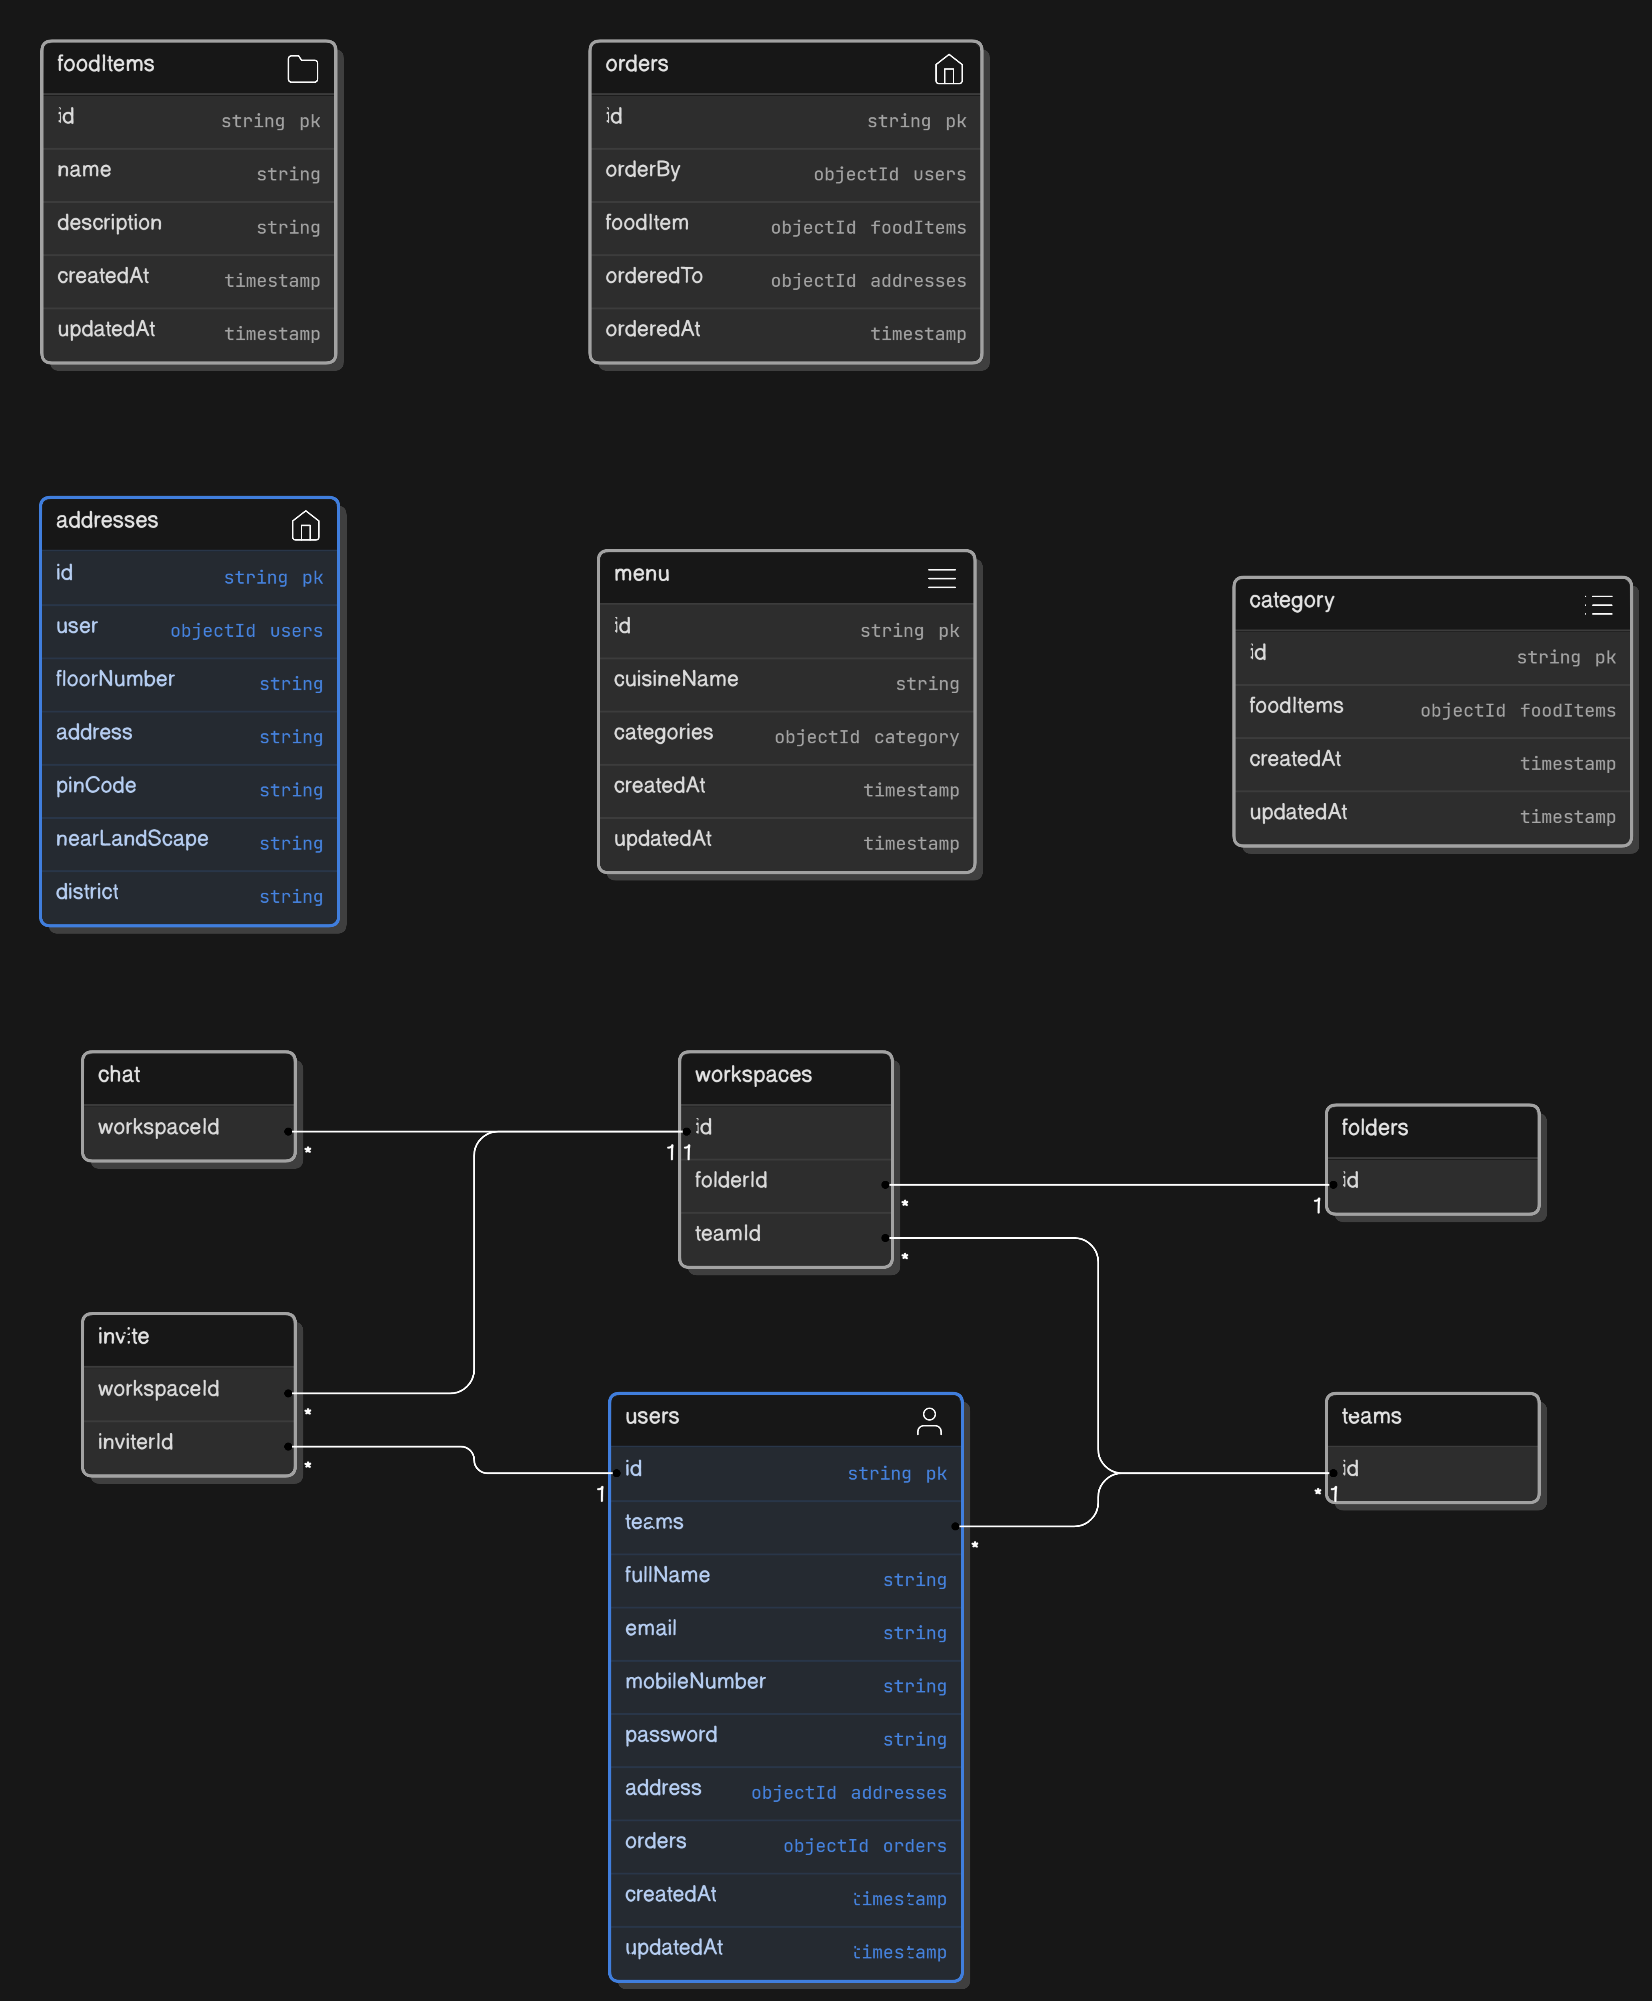 foodItems
id string pk
name string
description string
createdAt timestamp
updatedAt timestamp
orders
id string pk
orderBy objectId users
foodItem objectId foodItems
orderedTo objectId addresses
orderedAt timestamp
addresses
id string pk
user objectId users
floorNumber string
address string
pinCode string
nearLandScape string
district string
menu
id string pk
cuisineName string
categories objectId category
createdAt timestamp
updatedAt timestamp
category
id string pk
foodItems objectId foodItems
createdAt timestamp
updatedAt timestamp
chat
workspaceId
*
workspaces
id
1 1
folderId
*
teamId
*
folders
id
1
invite
workspaceId
*
inviterId
*
users
id string pk
1
teams
*
fullName string
email string
mobileNumber string
password string
address objectId addresses
orders objectId orders
createdAt timestamp
updatedAt timestamp
teams
id
* 1